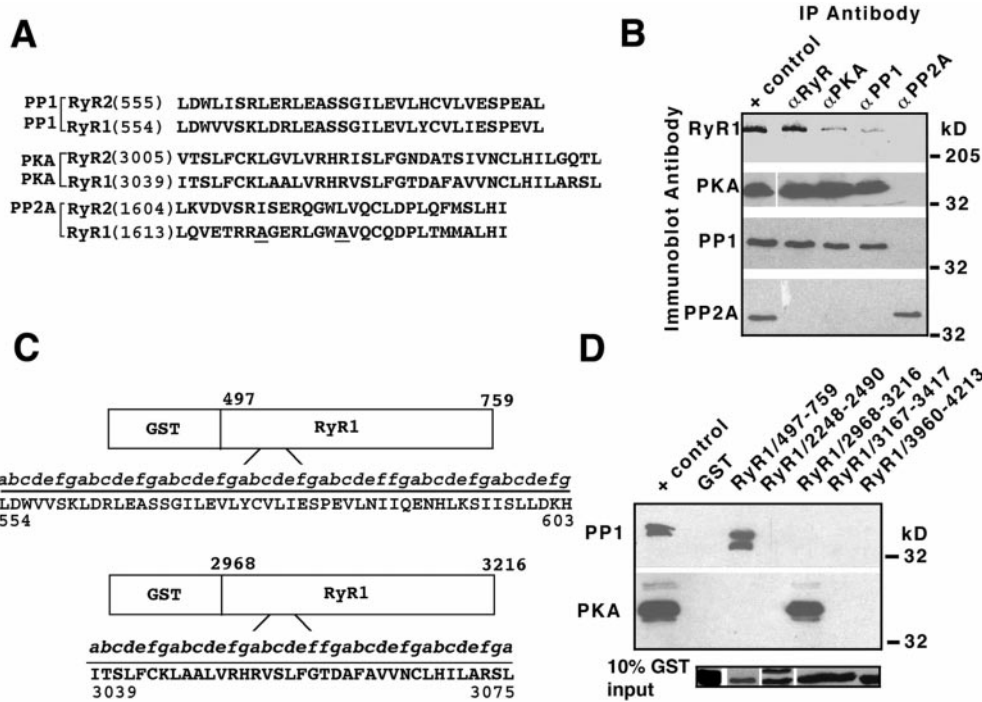 A
PP1 RyR2(555) LDWLISRLERLEASSGILEVLHCVLVESPEAL
PP1 RyR1(554) LDWVVSKLDRLEASSGILEVLYCVLIESPEVL
PKA RyR2(3005) VTSLFCKLGVLVRHRISLFGNDATSIVNCLHILGQTL
PKA RyR1(3039) ITSLFCKLAALVRHRVSLFGTDAFAVVNCLHILARSL
PP2A RyR2(1604) LKVDVSRISERQGWLVQCLDPLQFMSLHI
RyR1(1613) LQVETRRAGERLGWAVQCQDPLTMMALHI
B
IP Antibody
+ control
αRyR
αPKA
αPP1
αPP2A
Immunoblot Antibody
RyR1
kD
205
PKA
32
PP1
32
PP2A
32
C
497
759
GST
RyR1
abcdefgabcdefgabcdefgabcdeffgabcdefgabcdefgabcdefg
LDWVVSKLDRLEASSGILEVLYCVLIESPEVLNIIQENHLKSIISLLDKH
554
603
2968
3216
GST
RyR1
abcdefgabcdefgabcdeffgabcdefgabcdefga
ITSLFCKLAALVRHRVSLFGTDAFAVVNCLHILARSL
3039
3075
D
+ control
GST
RyR1/497-759
RyR1/2248-2490
RyR1/2968-3216
RyR1/3167-3417
RyR1/3960-4213
PP1
kD
32
PKA
32
10% GST
input